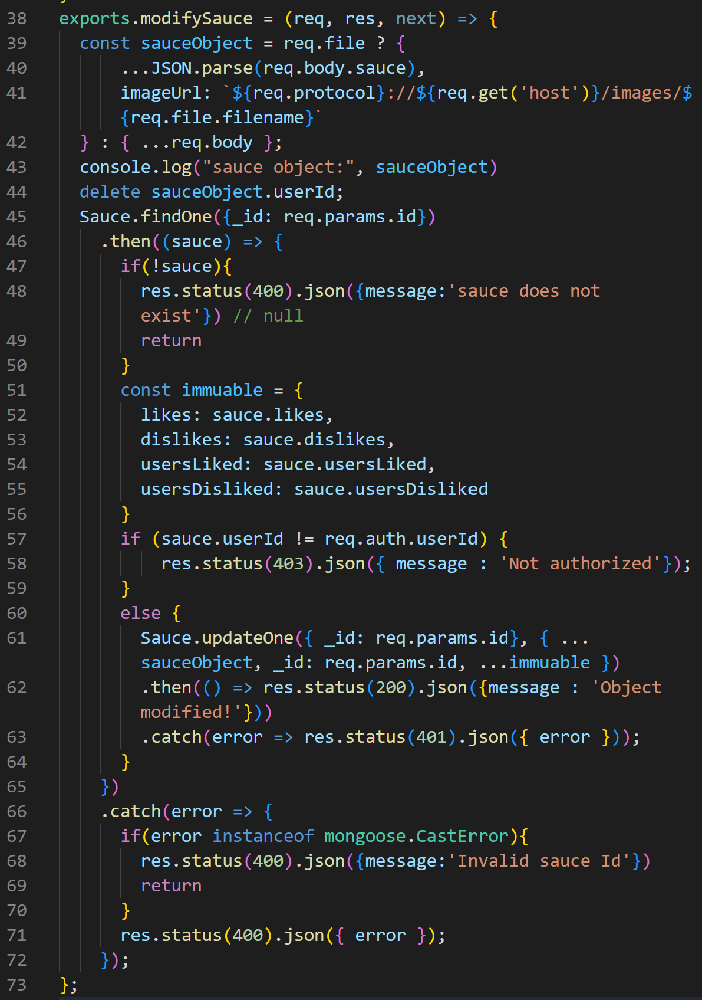 38 exports.modifySauce = (req, res, next) => {
39 const sauceObject = req.file ? {
40 ...JSON.parse(req.body.sauce),
41 imageUrl: `${req.protocol}://${req.get('host')}/images/$
{req.file.filename}`
42 } : { ...req.body };
43 console.log("sauce object:", sauceObject)
44 delete sauceObject.userId;
45 Sauce.findOne({_id: req.params.id})
46 .then((sauce) => {
47 if(!sauce){
48 res.status(400).json({message:'sauce does not
exist'}) // null
49 return
50 }
51 const immuable = {
52 likes: sauce.likes,
53 dislikes: sauce.dislikes,
54 usersLiked: sauce.usersLiked,
55 usersDisliked: sauce.usersDisliked
56 }
57 if (sauce.userId != req.auth.userId) {
58 res.status(403).json({ message : 'Not authorized'});
59 }
60 else {
61 Sauce.updateOne({ _id: req.params.id}, { ...
sauceObject, _id: req.params.id, ...immuable })
62 .then(() => res.status(200).json({message : 'Object
modified!'}))
63 .catch(error => res.status(401).json({ error }));
64 }
65 })
66 .catch(error => {
67 if(error instanceof mongoose.CastError){
68 res.status(400).json({message:'Invalid sauce Id'})
69 return
70 }
71 res.status(400).json({ error });
72 });
73 };